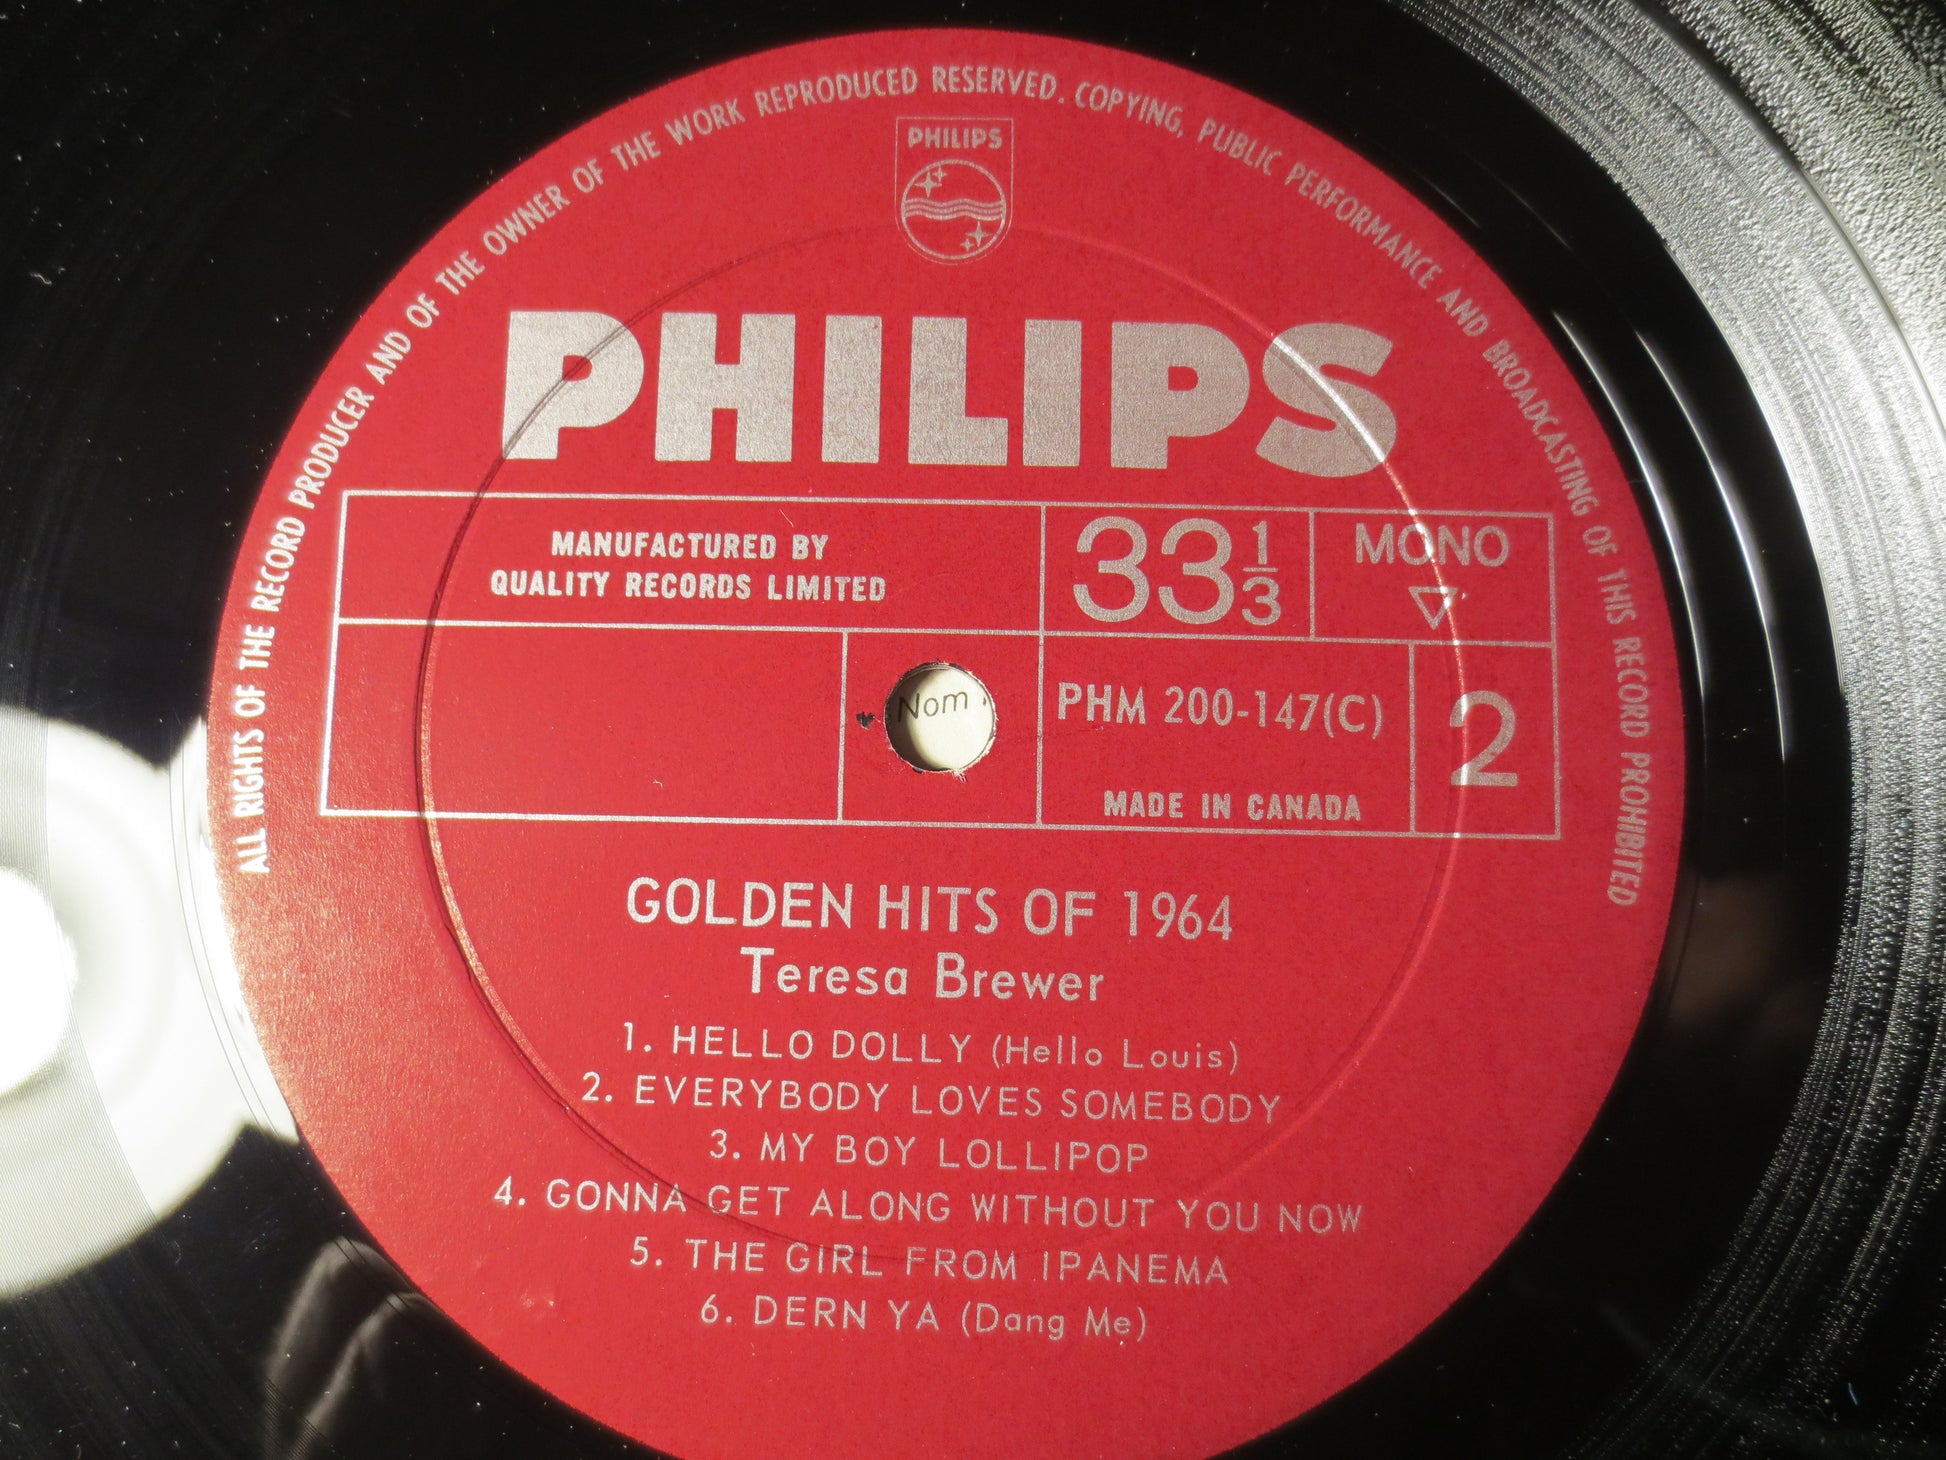 ALL RIGHTS OF THE RECORD PRODUCER AND OF THE OWNER OF THE WORK REPRODUCED RESERVED. COPYING, PUBLIC PERFORMANCE AND BROADCASTING OF THIS RECORD PROHIBITED
PHILIPS
PHILIPS
MANUFACTURED BY
QUALITY RECORDS LIMITED
33 1/3
MONO
Nom
PHM 200-147(C)
2
MADE IN CANADA
GOLDEN HITS OF 1964
Teresa Brewer
1. HELLO DOLLY (Hello Louis)
2. EVERYBODY LOVES SOMEBODY
3. MY BOY LOLLIPOP
4. GONNA GET ALONG WITHOUT YOU NOW
5. THE GIRL FROM IPANEMA
6. DERN YA (Dang Me)